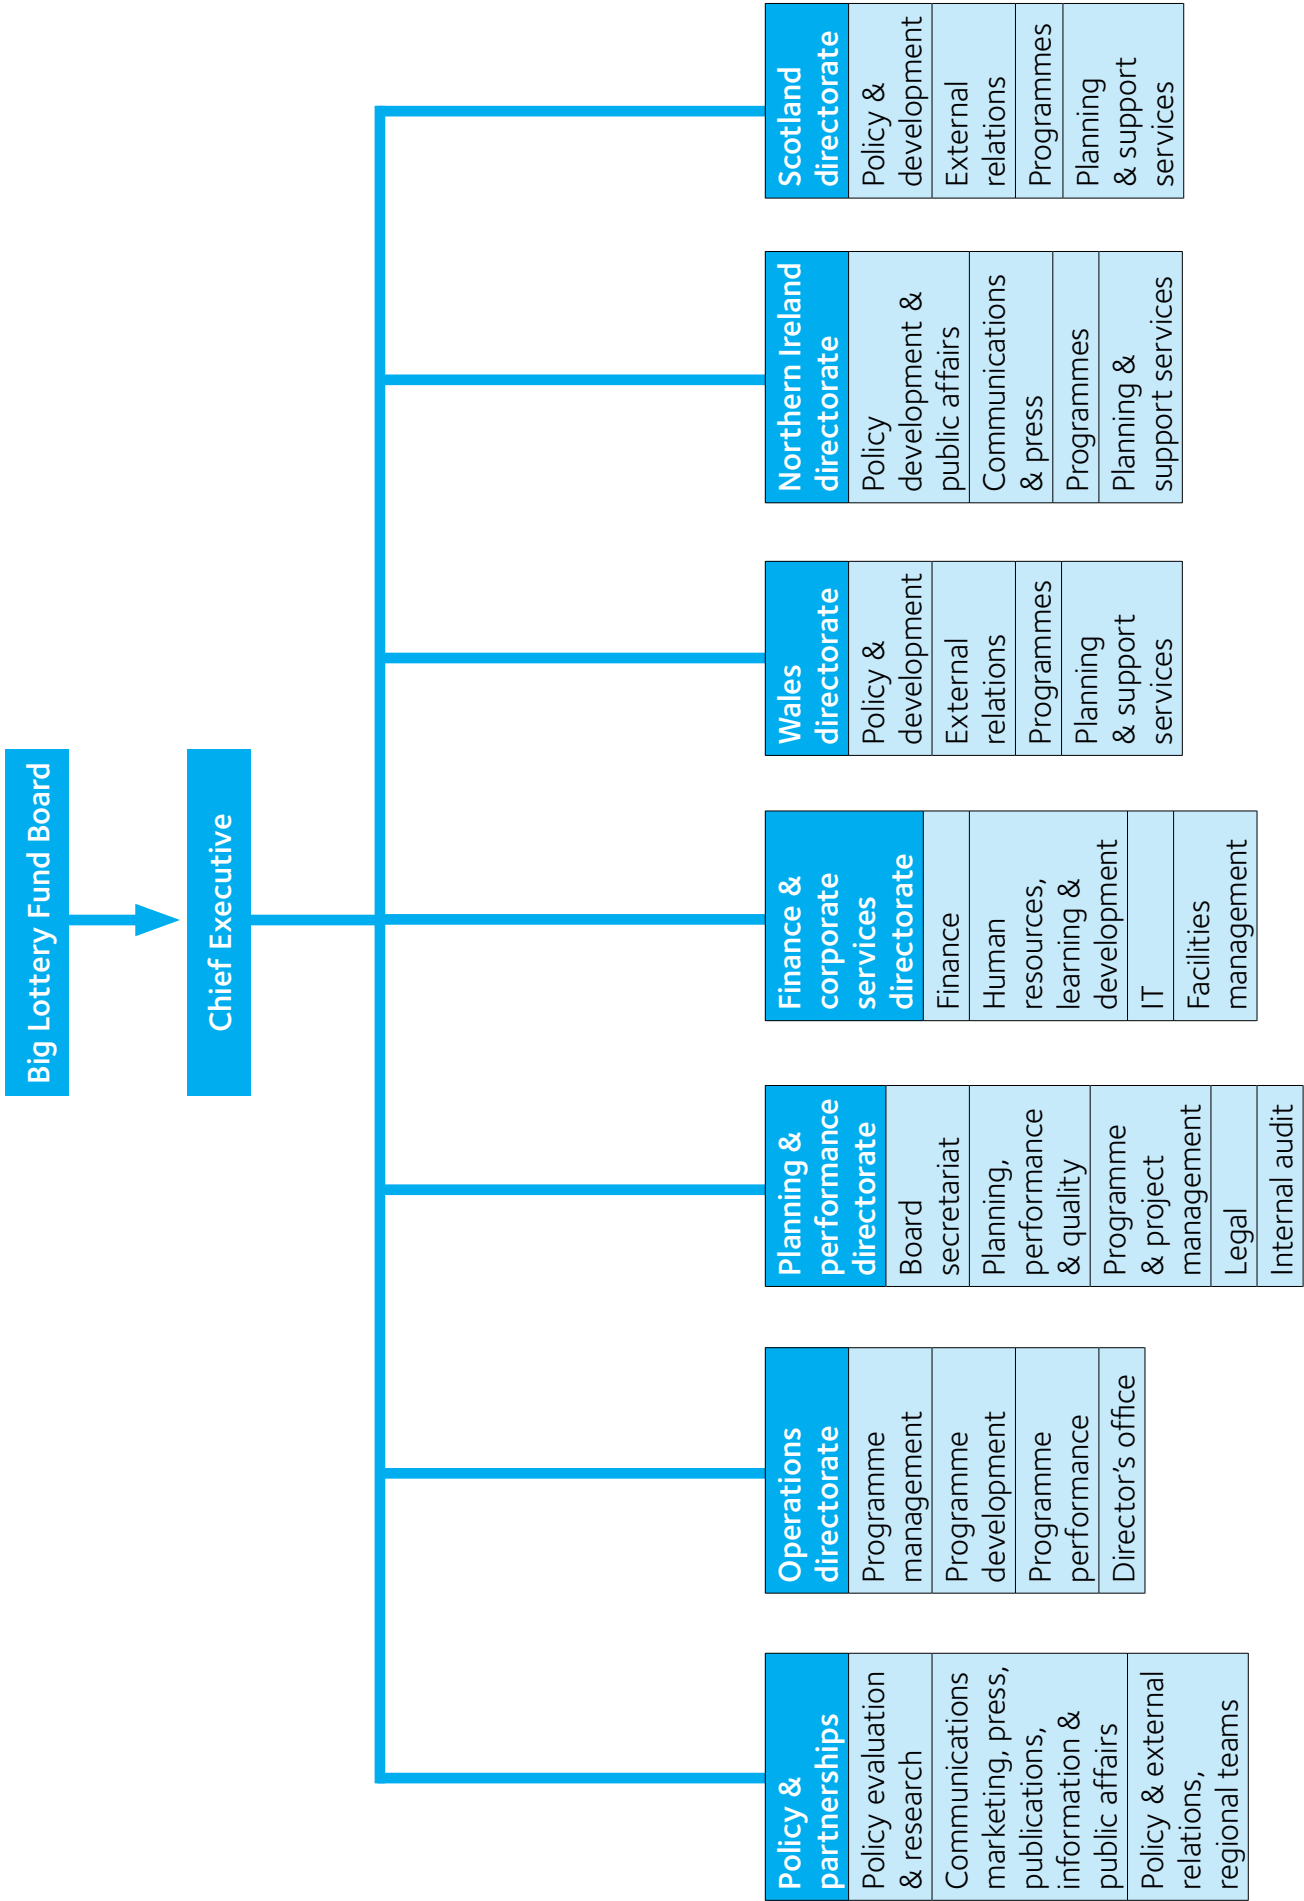 Big Lottery Fund Board
Chief Executive
Policy &
partnerships
Policy evaluation
& research
Communications
marketing, press,
publications,
information &
public affairs
Policy & external
relations,
regional teams
Operations
directorate
Programme
management
Programme
development
Programme
performance
Director’s office
Planning &
performance
directorate
Board
secretariat
Planning,
performance
& quality
Programme
& project
management
Legal
Internal audit
Finance &
corporate
services
directorate
Finance
Human
resources,
learning &
development
IT
Facilities
management
Wales
directorate
Policy &
development
External
relations
Programmes
Planning
& support
services
Northern Ireland
directorate
Policy
development &
public affairs
Communications
& press
Programmes
Planning &
support services
Scotland
directorate
Policy &
development
External
relations
Programmes
Planning
& support
services